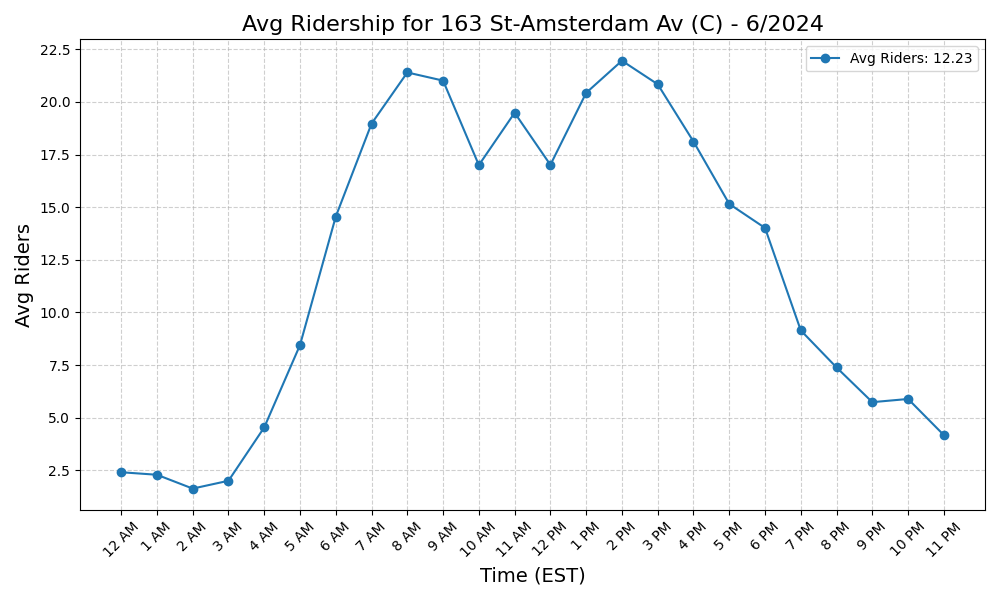 Avg Ridership for 163 St-Amsterdam Av (C) - 6/2024
Avg Riders: 12.23
Avg Riders
22.5
20.0
17.5
15.0
12.5
10.0
7.5
5.0
2.5
12 AM
1 AM
2 AM
3 AM
4 AM
5 AM
6 AM
7 AM
8 AM
9 AM
10 AM
11 AM
12 PM
1 PM
2 PM
3 PM
4 PM
5 PM
6 PM
7 PM
8 PM
9 PM
10 PM
11 PM
Time (EST)